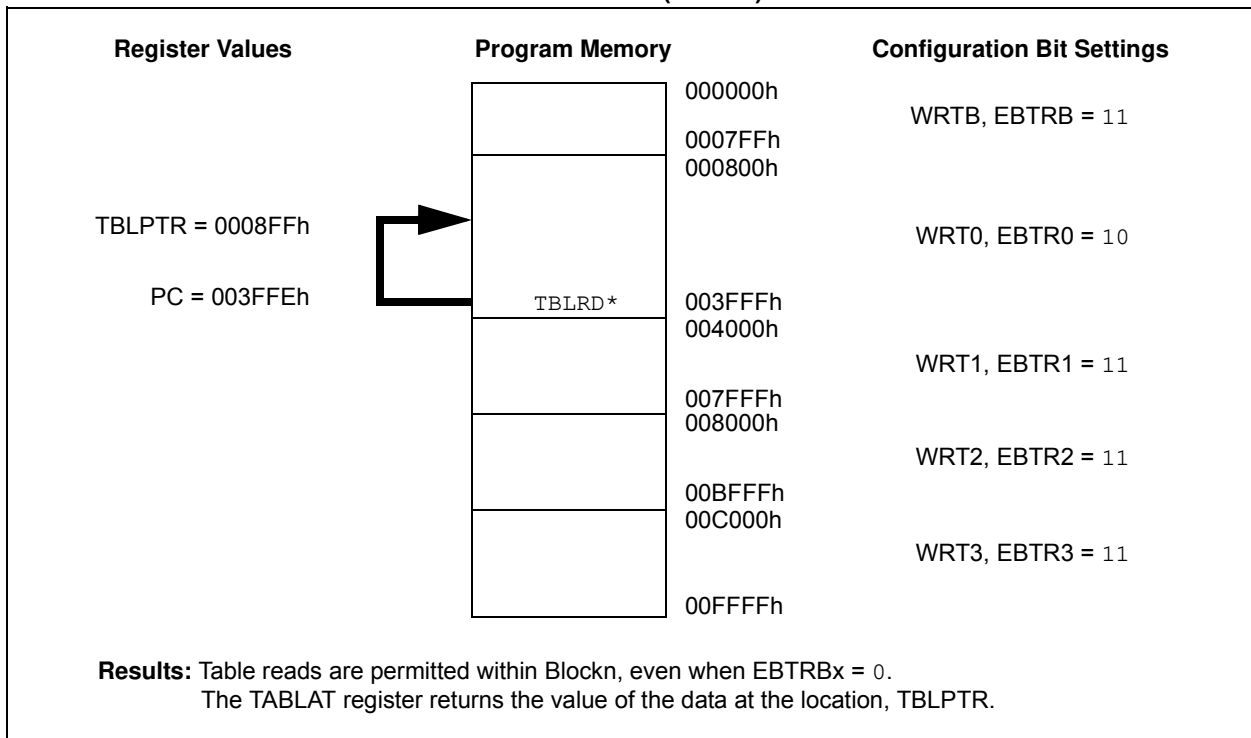 Register Values Program Memory Configuration Bit Settings
000000h
WRTB, EBTRB = 11
0007FFh
000800h
TBLPTR = 0008FFh
WRT0, EBTR0 = 10
PC = 003FFEh
TBLRD* 003FFFh
004000h
WRT1, EBTR1 = 11
007FFFh
008000h
WRT2, EBTR2 = 11
00BFFFh
00C000h
WRT3, EBTR3 = 11
00FFFFh
Results: Table reads are permitted within Blockn, even when EBTRBx = 0.
The TABLAT register returns the value of the data at the location, TBLPTR.